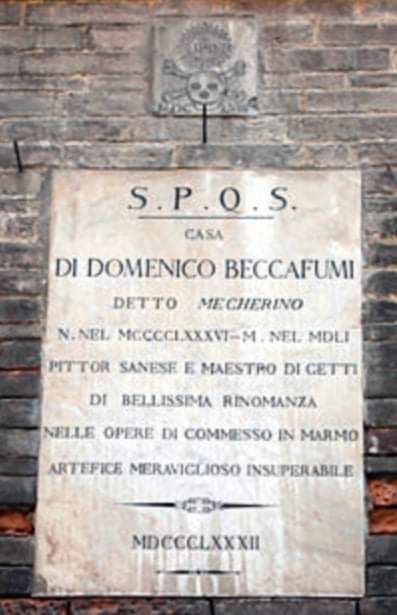 S.P.Q.S.
CASA
DI DOMENICO BECCAFUMI
DETTO MECHERINO
N. NEL MCCCCLXXXVI-M. NEL MDLI
PITTOR SANESE E MAESTRO DI GETTI
DI BELLISSIMA RINOMANZA
NELLE OPERE DI COMMESSO IN MARMO
ARTEFICE MERAVIGLIOSO INSUPERABILE
MDCCCLXXXII